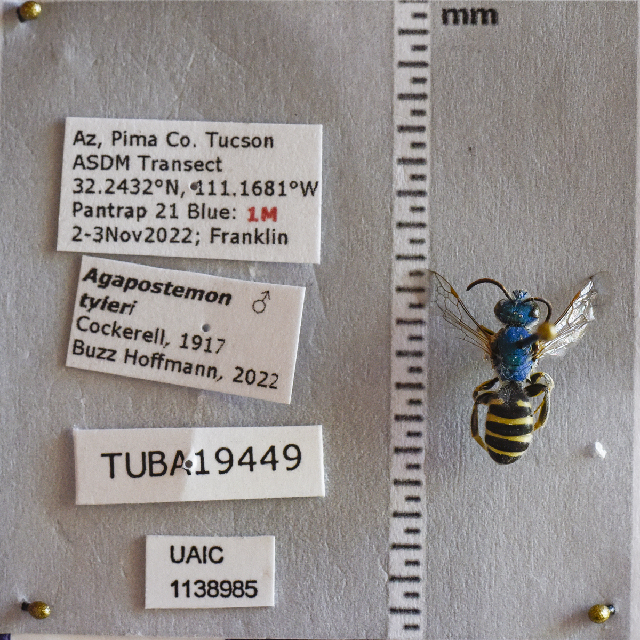 mm
Az, Pima Co. Tucson
ASDM Transect
32.2432°N, 111.1681°W
Pantrap 21 Blue: 1M
2-3Nov2022; Franklin
Agapostemon ♂
tyleri
Cockerell, 1917
Buzz Hoffmann, 2022
TUBA19449
UAIC
1138985